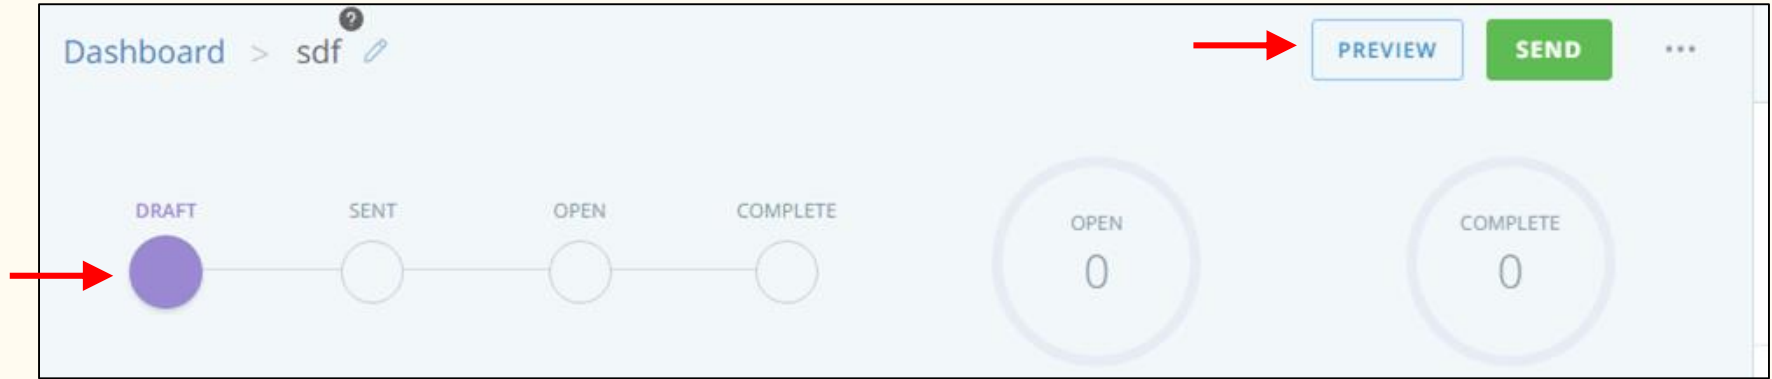 Dashboard > sdf ?
PREVIEW
SEND
...
DRAFT
SENT
OPEN
COMPLETE
OPEN
0
COMPLETE
0